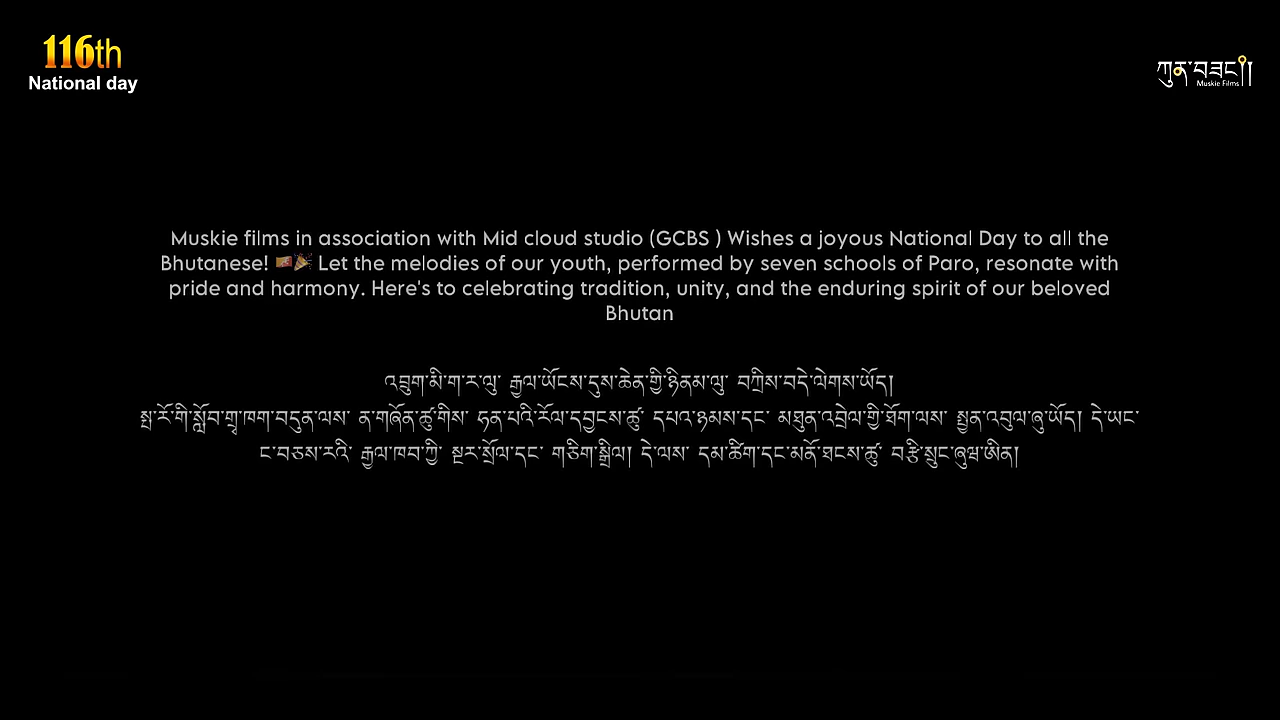 116th
National day
ཀུན་བཟང།།
Muskie Films
Muskie films in association with Mid cloud studio (GCBS ) Wishes a joyous National Day to all the
Bhutanese! 🇧🇹🎉 Let the melodies of our youth, performed by seven schools of Paro, resonate with
pride and harmony. Here's to celebrating tradition, unity, and the enduring spirit of our beloved
Bhutan
འབྲུག་མི་ག་ར་ལུ་ རྒྱལ་ཡོངས་དུས་ཆེན་གྱི་ཉིནམ་ལུ་ བཀྲིས་བདེ་ལེགས་ཡོད།
སྤ་རོ་གི་སློབ་གྲྭ་ཁག་བདུན་ལས་ ན་གཞོན་ཚུ་གིས་ ཧན་པའི་རོལ་དབྱངས་ཚུ་ དཔའ་ཉམས་དང་ མཐུན་འབྲེལ་གྱི་ཐོག་ལས་ སྤྱན་འབུལ་ཞུ་ཡོད། དེ་ཡང་
ང་བཅས་རའི་ རྒྱལ་ཁབ་ཀྱི་ སྔར་སྲོལ་དང་ གཅིག་སྒྲིལ། དེ་ལས་ དམ་ཚིག་དང་མནོ་ཐངས་ཚུ་ བརྩི་སྲུང་ཞུཝ་ཨིན།